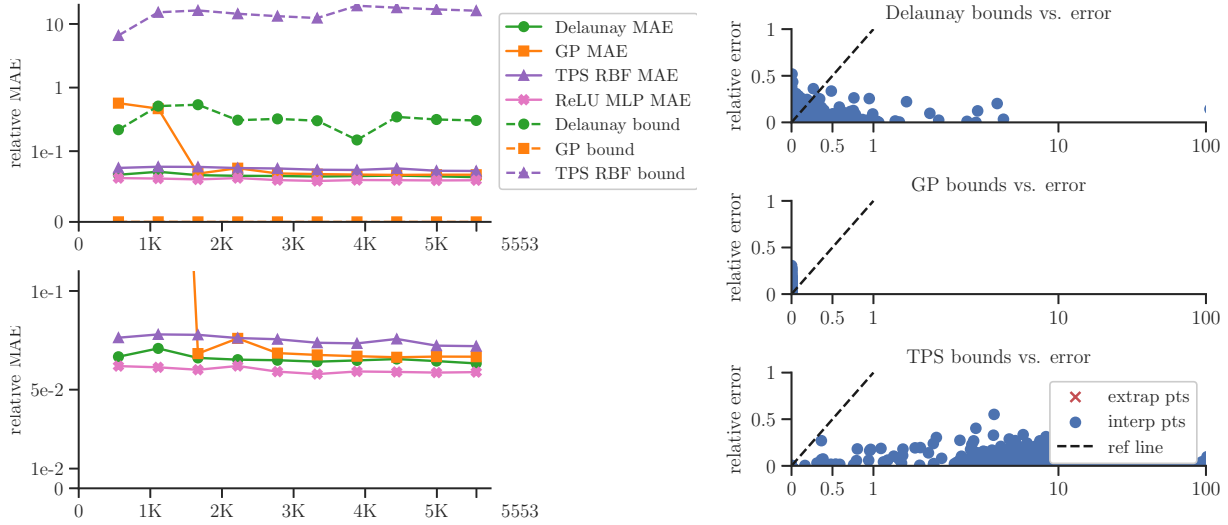 relative MAE
10
1
1e-1
0
0
1K
2K
3K
4K
5K
5553
Delaunay MAE
GP MAE
TPS RBF MAE
ReLU MLP MAE
Delaunay bound
GP bound
TPS RBF bound
relative MAE
1e-1
5e-2
1e-2
0
0
1K
2K
3K
4K
5K
5553
Delaunay bounds vs. error
relative error
1
0.5
0
0
0.5
1
10
100
GP bounds vs. error
relative error
1
0.5
0
0
0.5
1
10
100
TPS bounds vs. error
relative error
1
0.5
0
extrap pts
interp pts
ref line
0
0.5
1
10
100